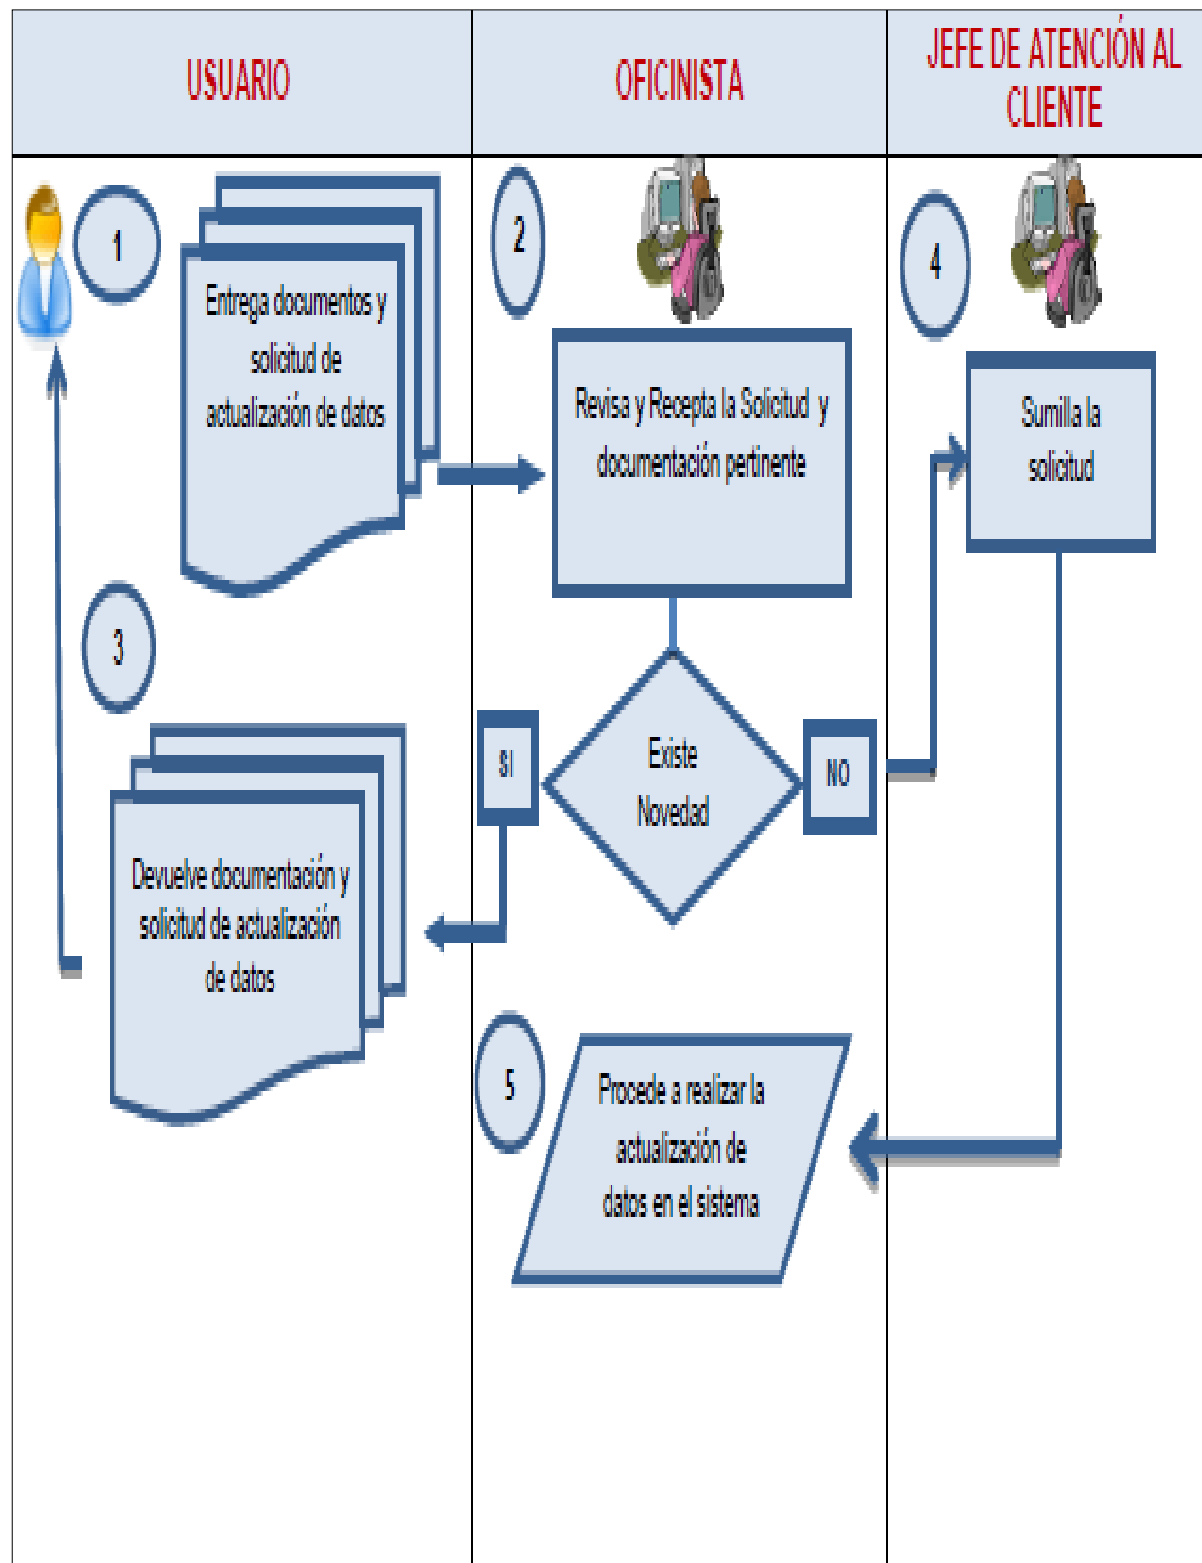 USUARIO
OFICINISTA
JEFE DE ATENCIÓN AL
CLIENTE
1
Entrega documentos y
solicitud de
actualización de datos
2
Revisa y Recepta la Solicitud y
documentación pertinente
Existe
Novedad
SI
NO
3
Devuelve documentación y
solicitud de actualización
de datos
4
Sumilla la
solicitud
5
Procede a realizar la
actualización de
datos en el sistema